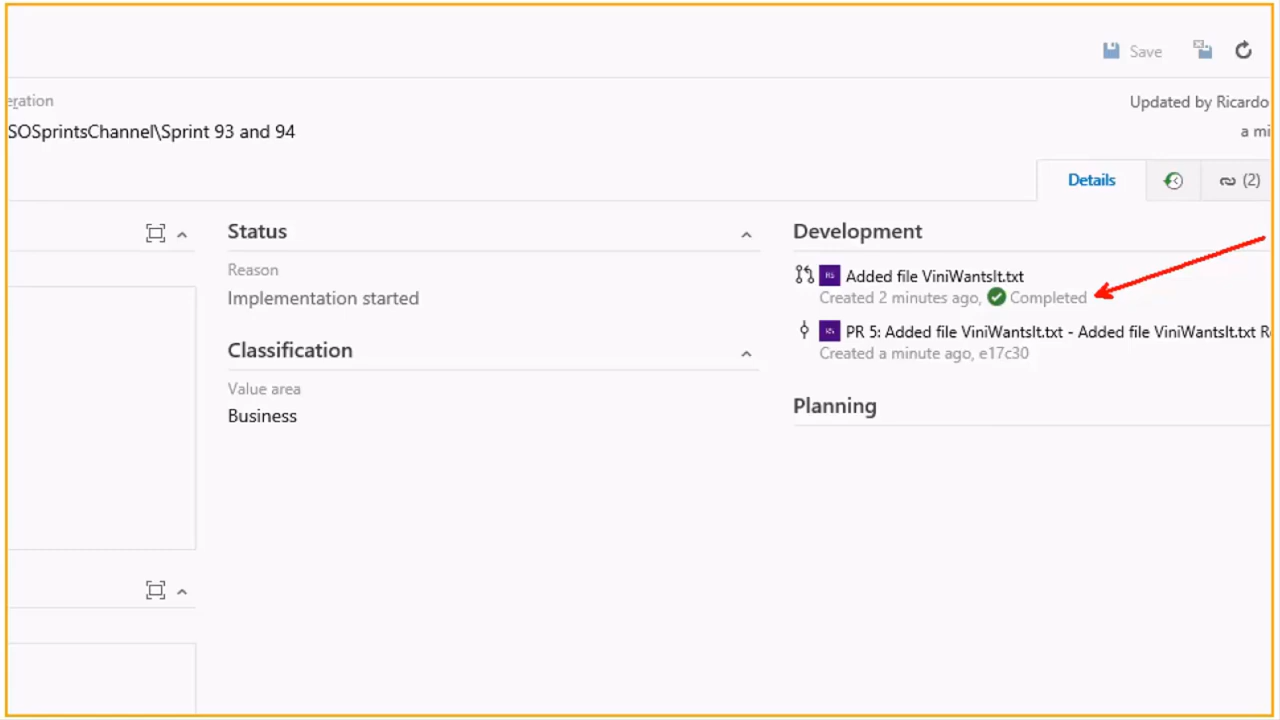 Save
eration
Updated by Ricardo
SOSprintsChannel\Sprint 93 and 94
a mi
Details
(2)
Status
Development
Reason
Added file ViniWantsIt.txt
Created 2 minutes ago, Completed
Implementation started
PR 5: Added file ViniWantsIt.txt - Added file ViniWantsIt.txt R
Created a minute ago, e17c30
Classification
Value area
Planning
Business